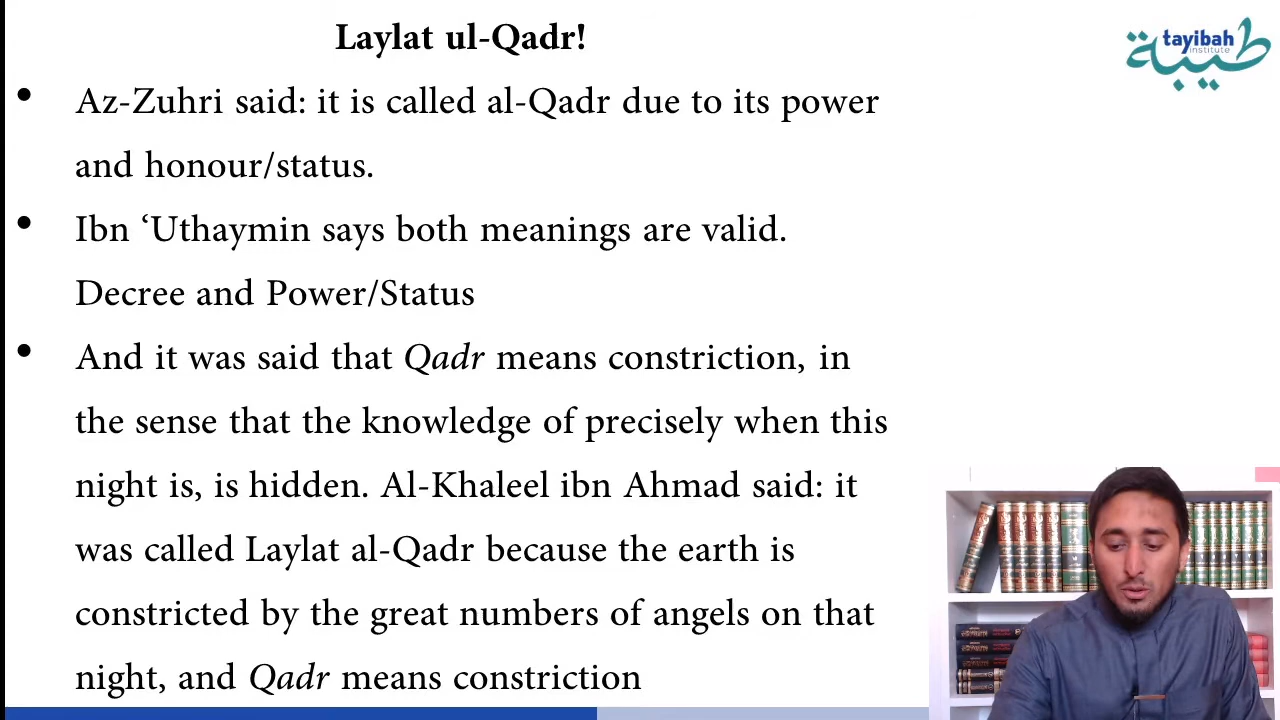 Laylat ul-Qadr!
tayibah
institute
طيبة
• Az-Zuhri said: it is called al-Qadr due to its power
and honour/status.
• Ibn ‘Uthaymin says both meanings are valid.
Decree and Power/Status
• And it was said that Qadr means constriction, in
the sense that the knowledge of precisely when this
night is, is hidden. Al-Khaleel ibn Ahmad said: it
was called Laylat al-Qadr because the earth is
constricted by the great numbers of angels on that
night, and Qadr means constriction